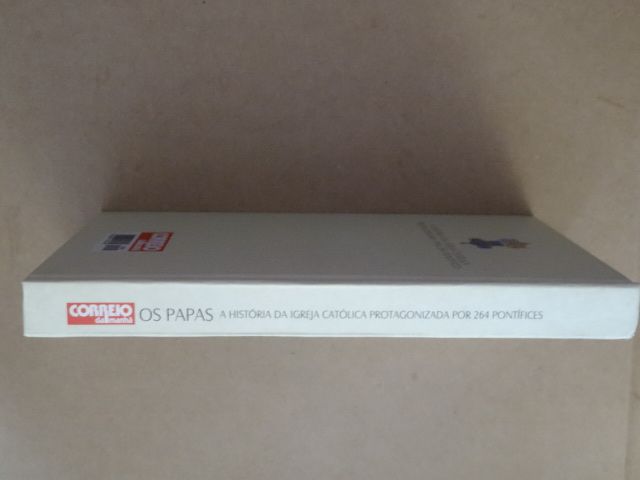 CORREIO
da manhã
OS PAPAS A HISTÓRIA DA IGREJA CATÓLICA PROTAGONIZADA POR 264 PONTÍFICES